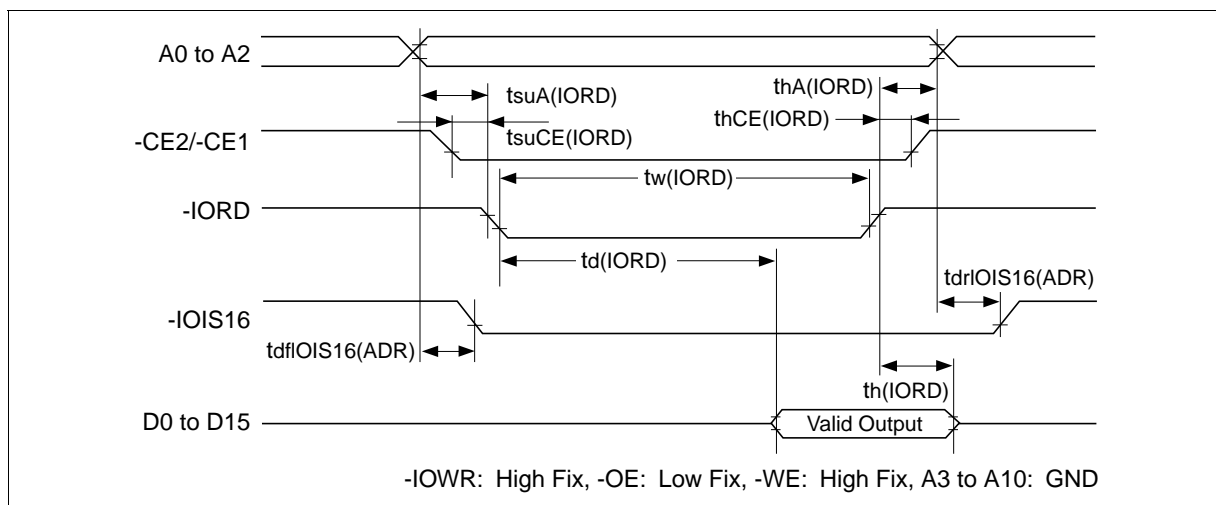 A0 to A2
tsuA(IORD)
thA(IORD)
thCE(IORD)
-CE2/-CE1
tsuCE(IORD)
tw(IORD)
-IORD
td(IORD)
tdrIOIS16(ADR)
-IOIS16
tdfIOIS16(ADR)
th(IORD)
D0 to D15
Valid Output
-IOWR: High Fix, -OE: Low Fix, -WE: High Fix, A3 to A10: GND